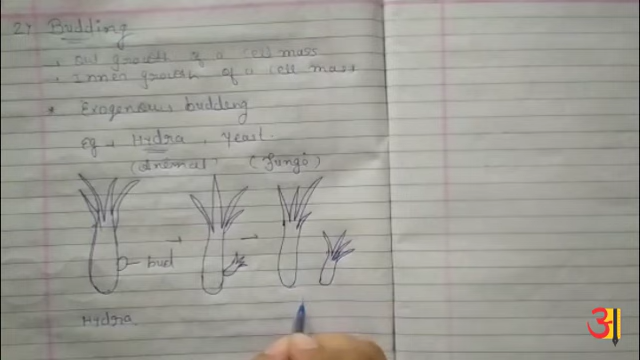 2) Budding
• Out growth of a cell mass
• Inner growth of a cell mass
* Exogenous budding
Eg → Hydra, Yeast.
(Animal) (Fungi)
→ →
bud
Hydra
अ